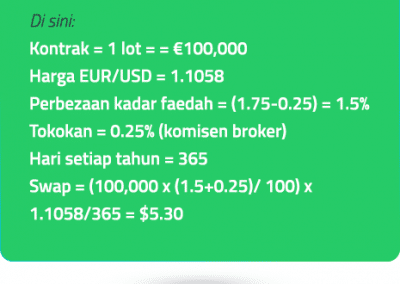 Di sini:
Kontrak = 1 lot = = €100,000
Harga EUR/USD = 1.1058
Perbezaan kadar faedah = (1.75-0.25) = 1.5%
Tokokan = 0.25% (komisen broker)
Hari setiap tahun = 365
Swap = (100,000 x (1.5+0.25)/ 100) x
1.1058/365 = $5.30